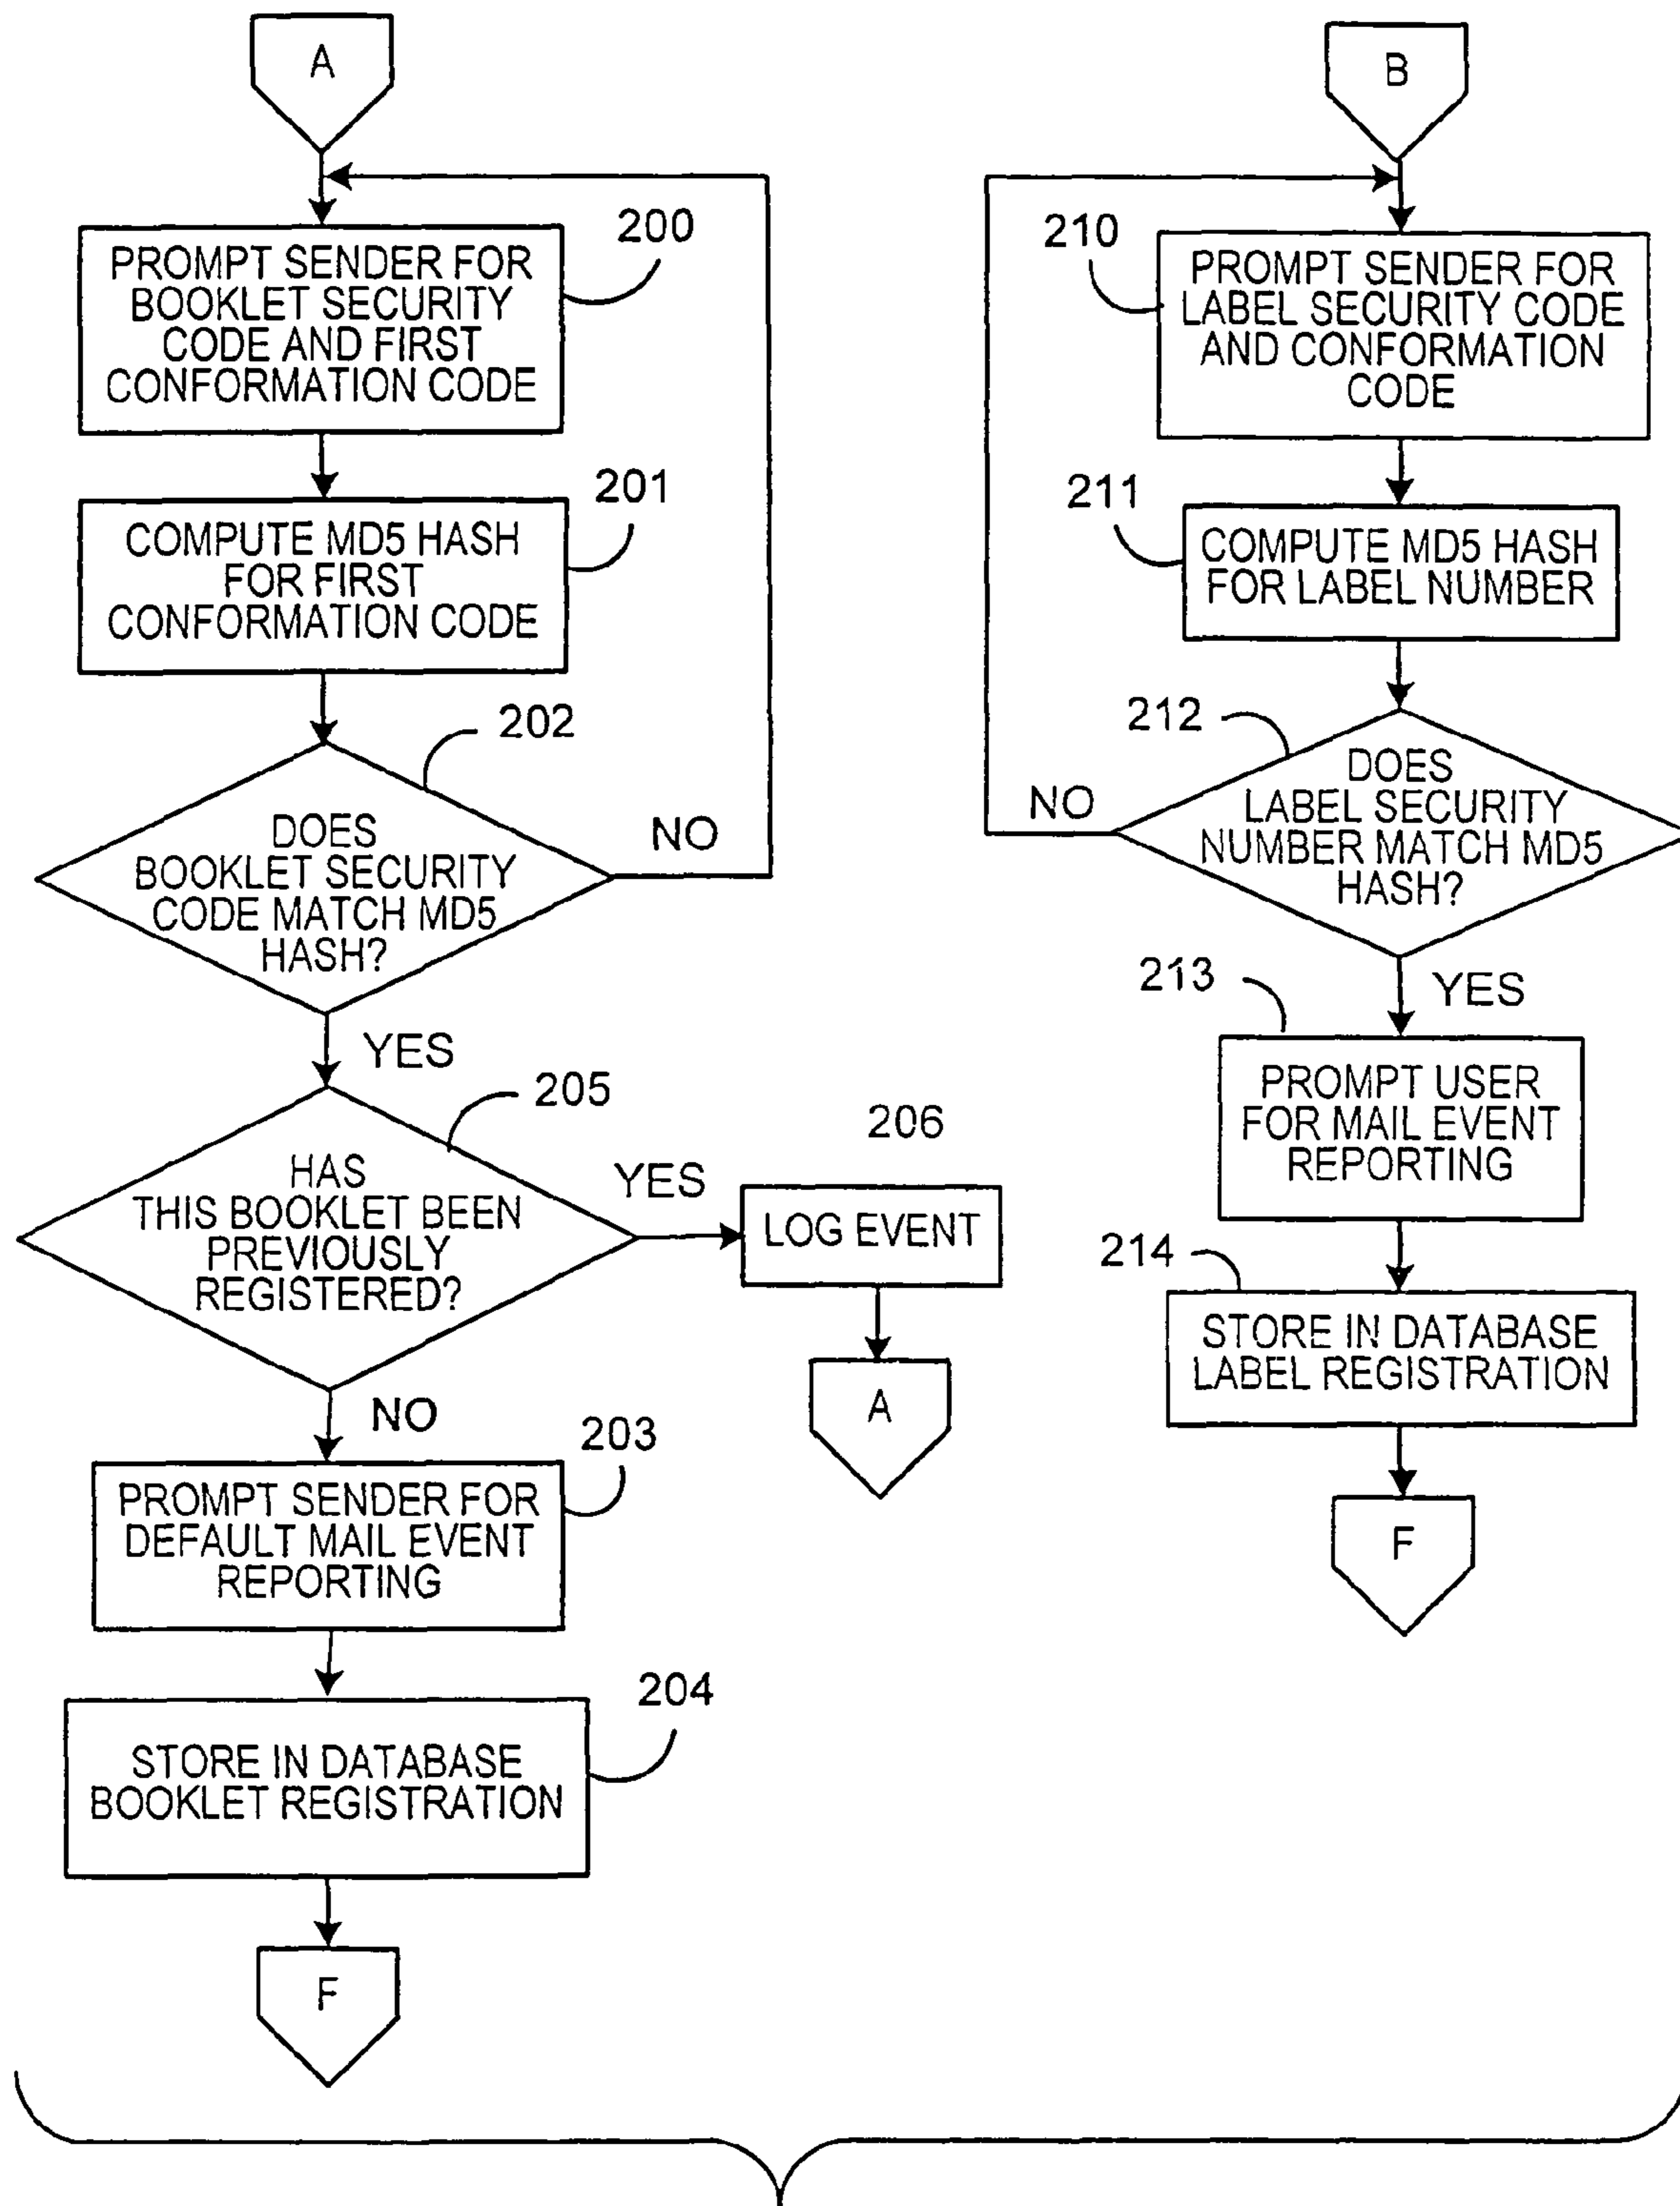 A
200
PROMPT SENDER FOR
BOOKLET SECURITY
CODE AND FIRST
CONFORMATION CODE
201
COMPUTE MD5 HASH
FOR FIRST
CONFORMATION CODE
202
DOES
BOOKLET SECURITY
CODE MATCH MD5
HASH?
NO
YES
205
HAS
THIS BOOKLET BEEN
PREVIOUSLY
REGISTERED?
YES
206
LOG EVENT
A
NO
203
PROMPT SENDER FOR
DEFAULT MAIL EVENT
REPORTING
204
STORE IN DATABASE
BOOKLET REGISTRATION
F
B
210
PROMPT SENDER FOR
LABEL SECURITY CODE
AND CONFORMATION
CODE
211
COMPUTE MD5 HASH
FOR LABEL NUMBER
212
DOES
LABEL SECURITY
NUMBER MATCH MD5
HASH?
NO
YES
213
PROMPT USER
FOR MAIL EVENT
REPORTING
214
STORE IN DATABASE
LABEL REGISTRATION
F